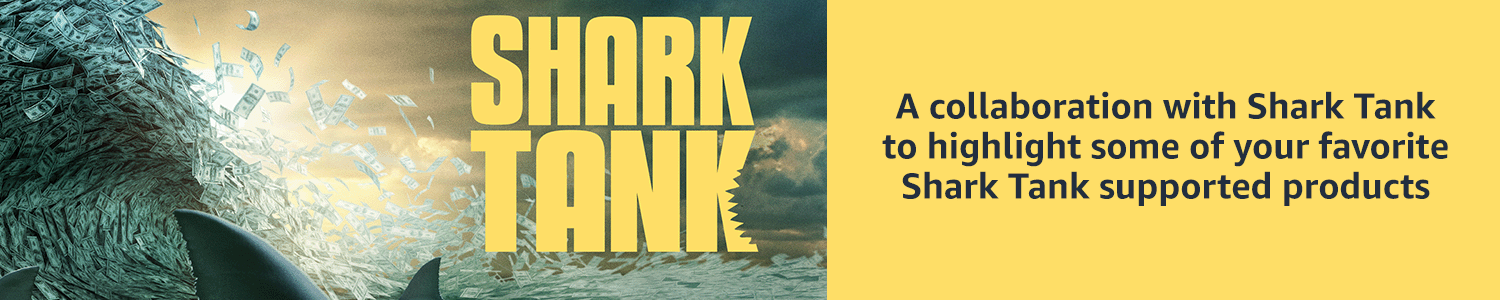 SHARK
TANK
A collaboration with Shark Tank
to highlight some of your favorite
Shark Tank supported products